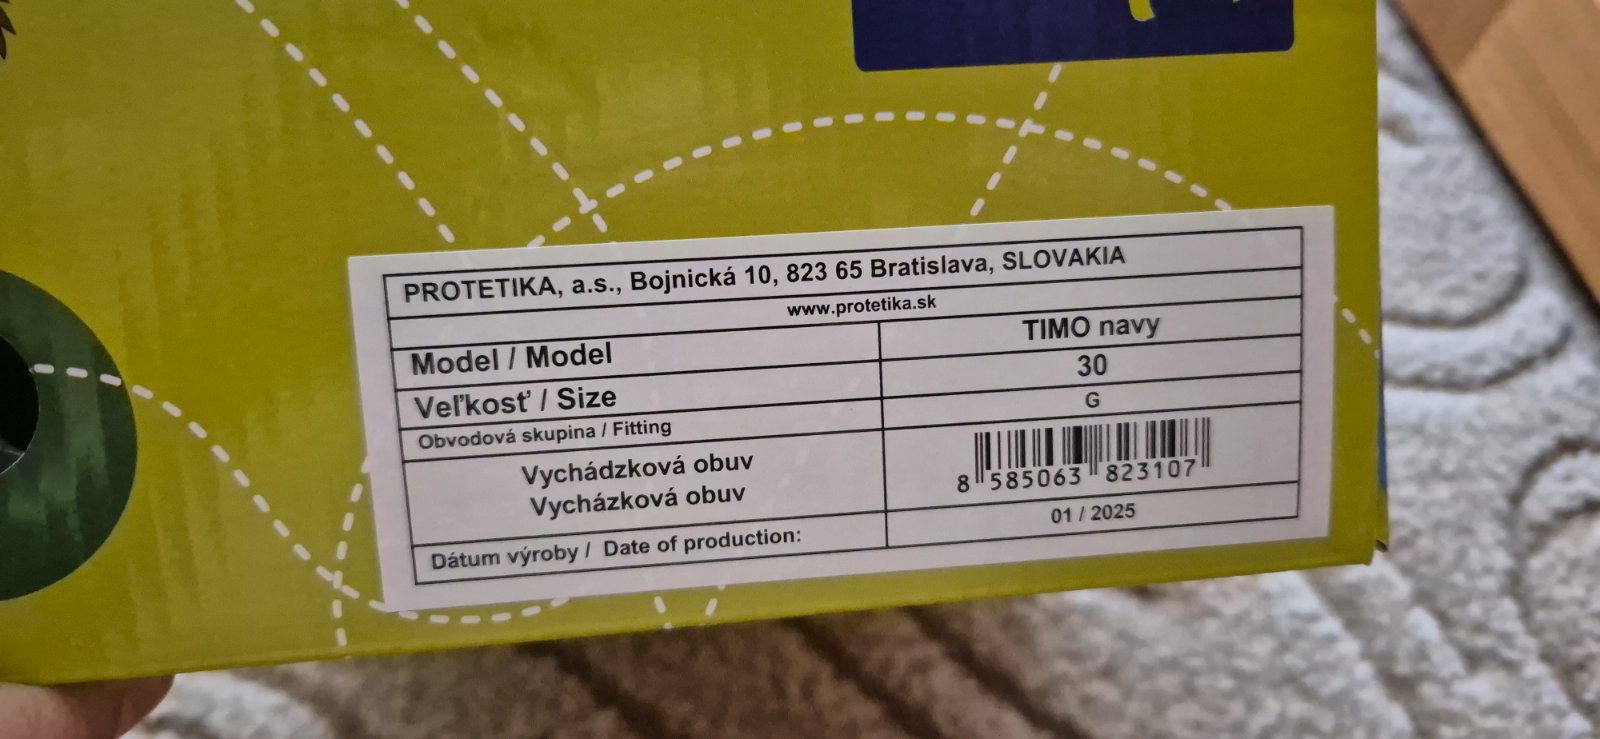 PROTETIKA, a.s., Bojnická 10, 823 65 Bratislava, SLOVAKIA
www.protetika.sk
Model / Model TIMO navy
Veľkosť / Size 30
Obvodová skupina / Fitting G
Vychádzková obuv
Vycházková obuv
8 585063 823107
Dátum výroby / Date of production: 01 / 2025